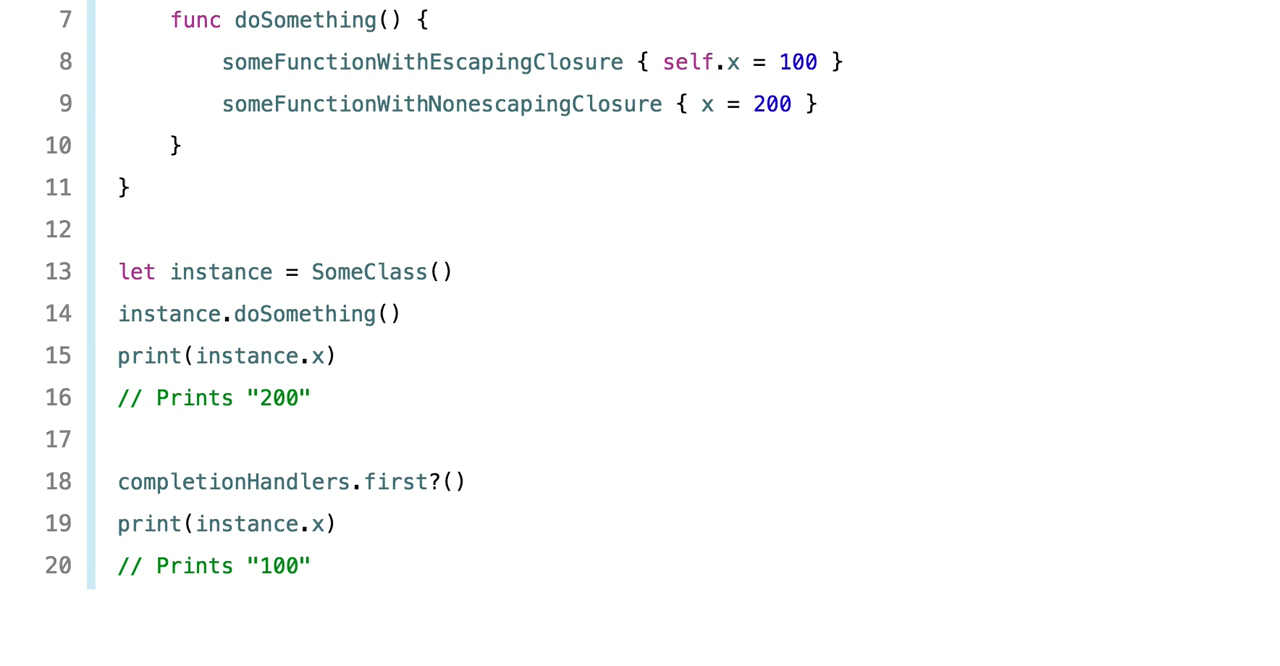 7 func doSomething() {
8 someFunctionWithEscapingClosure { self.x = 100 }
9 someFunctionWithNonescapingClosure { x = 200 }
10 }
11 }
12
13 let instance = SomeClass()
14 instance.doSomething()
15 print(instance.x)
16 // Prints "200"
17
18 completionHandlers.first?()
19 print(instance.x)
20 // Prints "100"